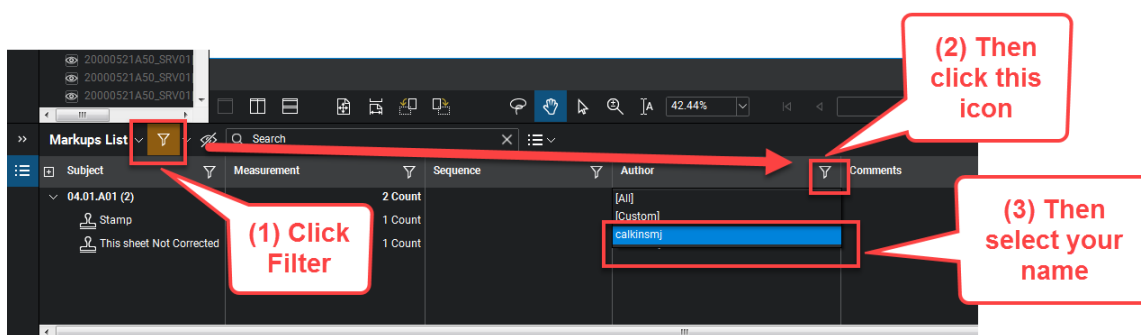 20000521A50_SRV01
20000521A50_SRV01
20000521A50_SRV01
42.44%
Markups List
Search
Subject
Measurement
Sequence
Author
Comments
04.01.A01 (2)
2 Count
[All]
Stamp
1 Count
[Custom]
This sheet Not Corrected
1 Count
calkinsmj
(1) Click
Filter
(2) Then
click this
icon
(3) Then
select your
name